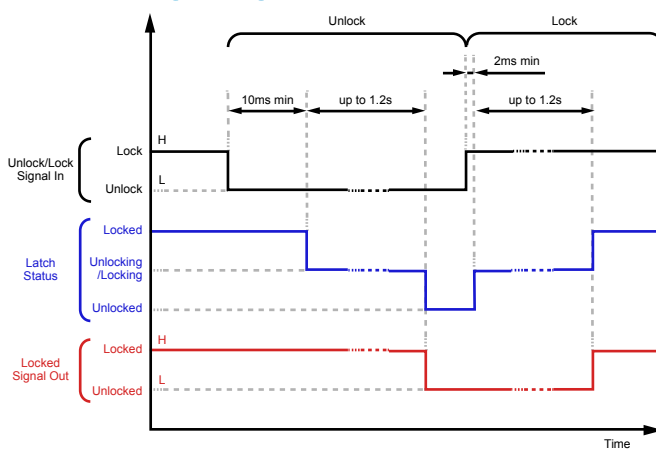 Unlock
Lock
2ms min
10ms min
up to 1.2s
up to 1.2s
H
Lock
Unlock/Lock
Signal In
L
Unlock
Locked
Latch
Status
Unlocking
/Locking
Unlocked
H
Locked
Locked
Signal Out
L
Unlocked
Time